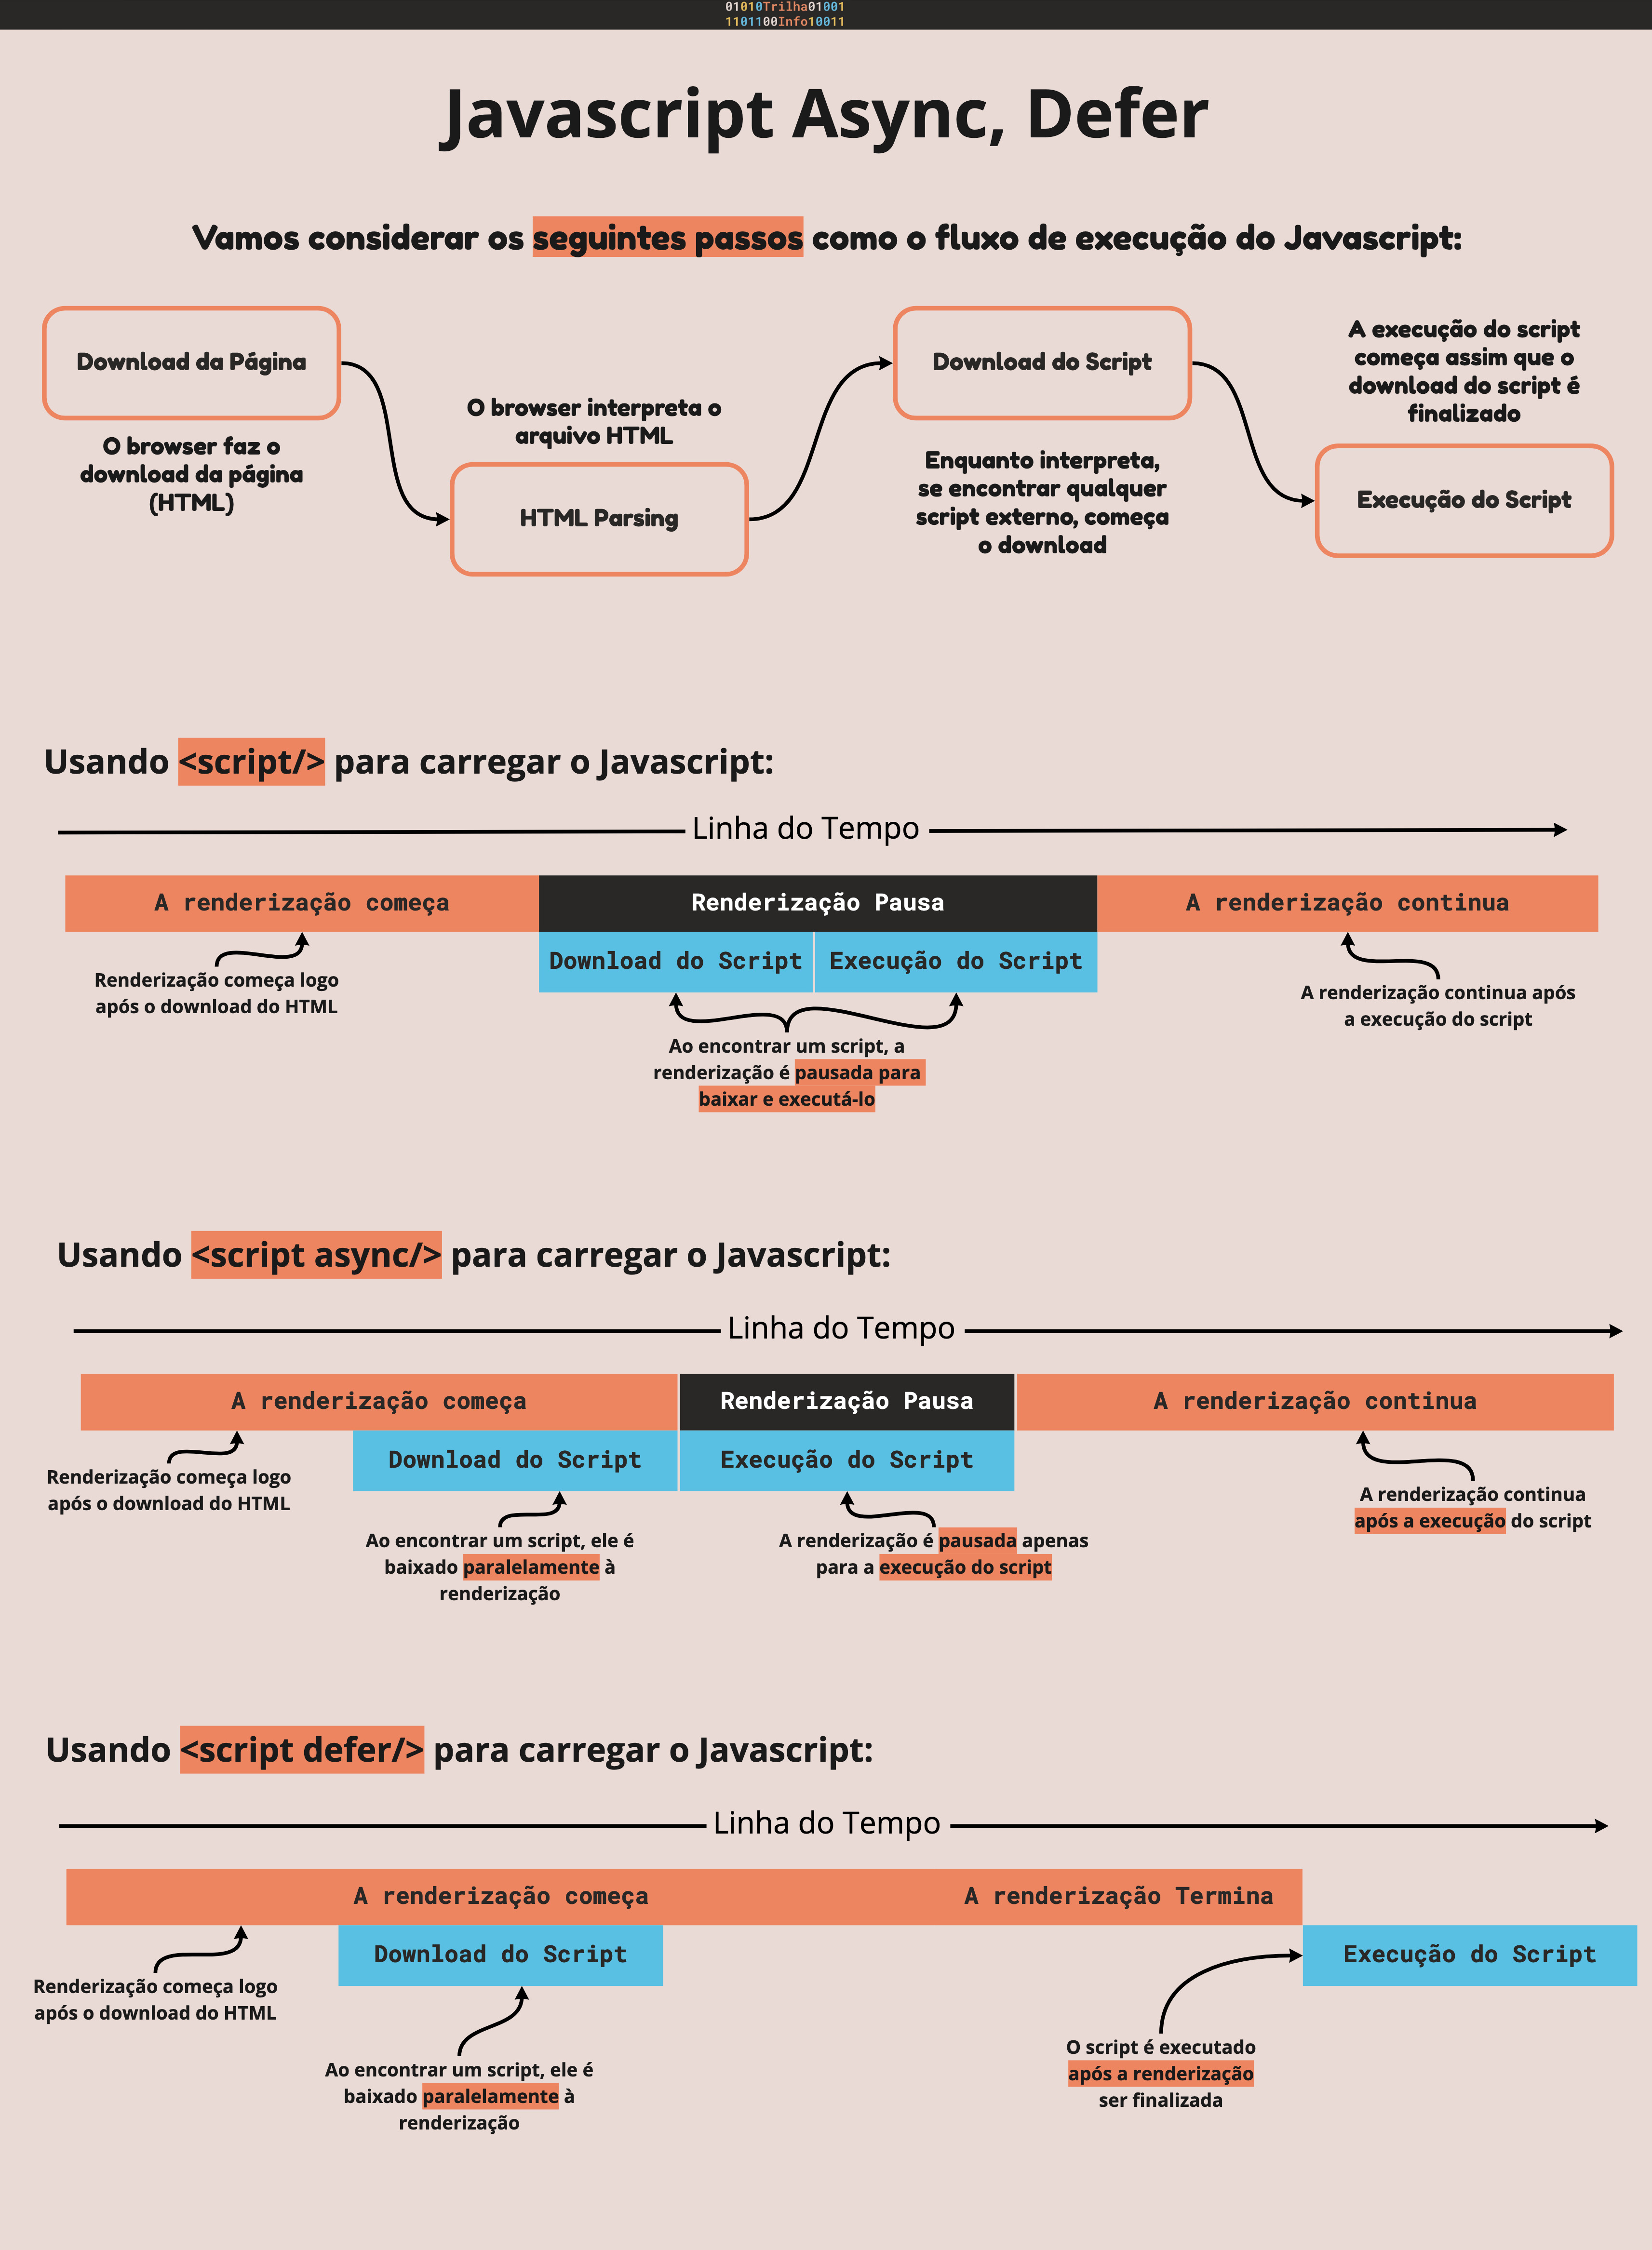 01010Trilha01001
1101100Info10011
Javascript Async, Defer
Vamos considerar os seguintes passos como o fluxo de execução do Javascript:
Download da Página
O browser faz o
download da página
(HTML)
O browser interpreta o
arquivo HTML
HTML Parsing
Download do Script
Enquanto interpreta,
se encontrar qualquer
script externo, começa
o download
A execução do script
começa assim que o
download do script é
finalizado
Execução do Script
Usando <script/> para carregar o Javascript:
Linha do Tempo
A renderização começa
Renderização Pausa
A renderização continua
Download do Script
Execução do Script
Renderização começa logo
após o download do HTML
Ao encontrar um script, a
renderização é pausada para
baixar e executá-lo
A renderização continua após
a execução do script
Usando <script async/> para carregar o Javascript:
Linha do Tempo
A renderização começa
Renderização Pausa
A renderização continua
Download do Script
Execução do Script
Renderização começa logo
após o download do HTML
Ao encontrar um script, ele é
baixado paralelamente à
renderização
A renderização é pausada apenas
para a execução do script
A renderização continua
após a execução do script
Usando <script defer/> para carregar o Javascript:
Linha do Tempo
A renderização começa
A renderização Termina
Download do Script
Execução do Script
Renderização começa logo
após o download do HTML
Ao encontrar um script, ele é
baixado paralelamente à
renderização
O script é executado
após a renderização
ser finalizada